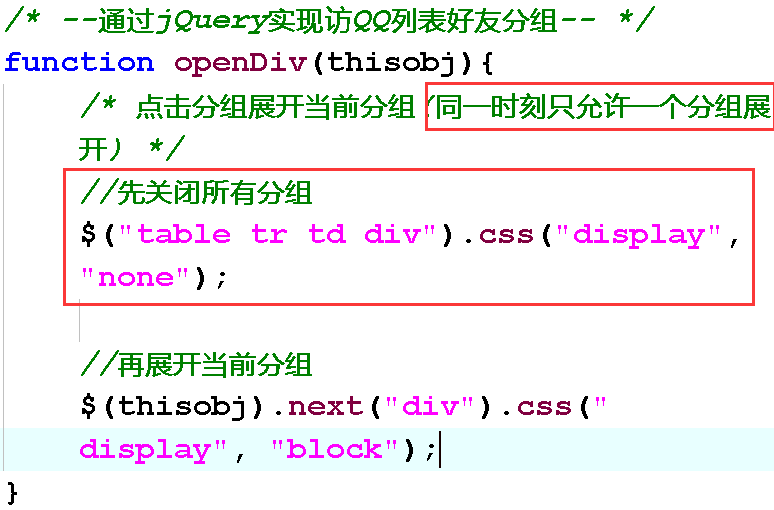 /* --通过jQuery实现访QQ列表好友分组-- */
function openDiv(thisobj){
/* 点击分组展开当前分组(同一时刻只允许一个分组展
开) */
//先关闭所有分组
$("table tr td div").css("display",
"none");
//再展开当前分组
$(thisobj).next("div").css("
display", "block");
}